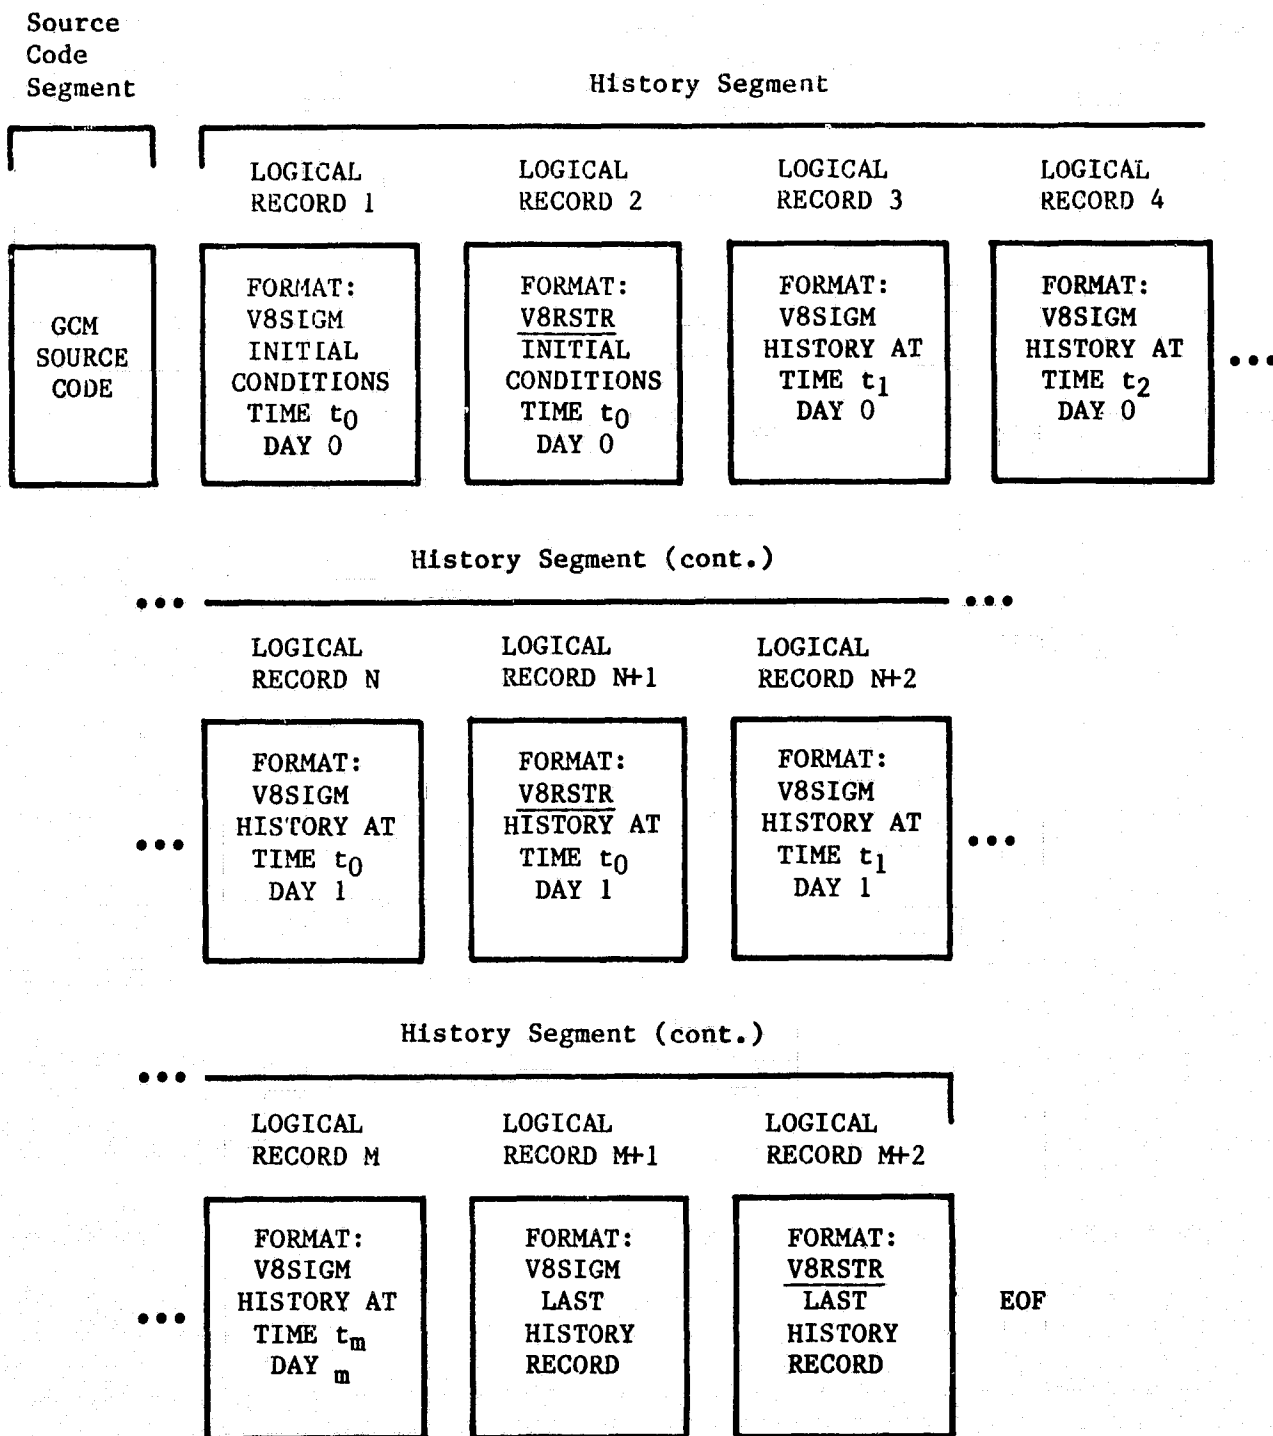 Source
Code
Segment
History Segment
LOGICAL
RECORD 1
LOGICAL
RECORD 2
LOGICAL
RECORD 3
LOGICAL
RECORD 4
GCM
SOURCE
CODE
FORMAT:
V8SIGM
INITIAL
CONDITIONS
TIME t0
DAY 0
FORMAT:
V8RSTR
INITIAL
CONDITIONS
TIME t0
DAY 0
FORMAT:
V8SIGM
HISTORY AT
TIME t1
DAY 0
FORMAT:
V8SIGM
HISTORY AT
TIME t2
DAY 0
•••
History Segment (cont.)
••• •••
LOGICAL
RECORD N
LOGICAL
RECORD N+1
LOGICAL
RECORD N+2
•••
FORMAT:
V8SIGM
HISTORY AT
TIME t0
DAY 1
FORMAT:
V8RSTR
HISTORY AT
TIME t0
DAY 1
FORMAT:
V8SIGM
HISTORY AT
TIME t1
DAY 1
•••
History Segment (cont.)
•••
LOGICAL
RECORD M
LOGICAL
RECORD M+1
LOGICAL
RECORD M+2
•••
FORMAT:
V8SIGM
HISTORY AT
TIME tm
DAY m
FORMAT:
V8SIGM
LAST
HISTORY
RECORD
FORMAT:
V8RSTR
LAST
HISTORY
RECORD
EOF